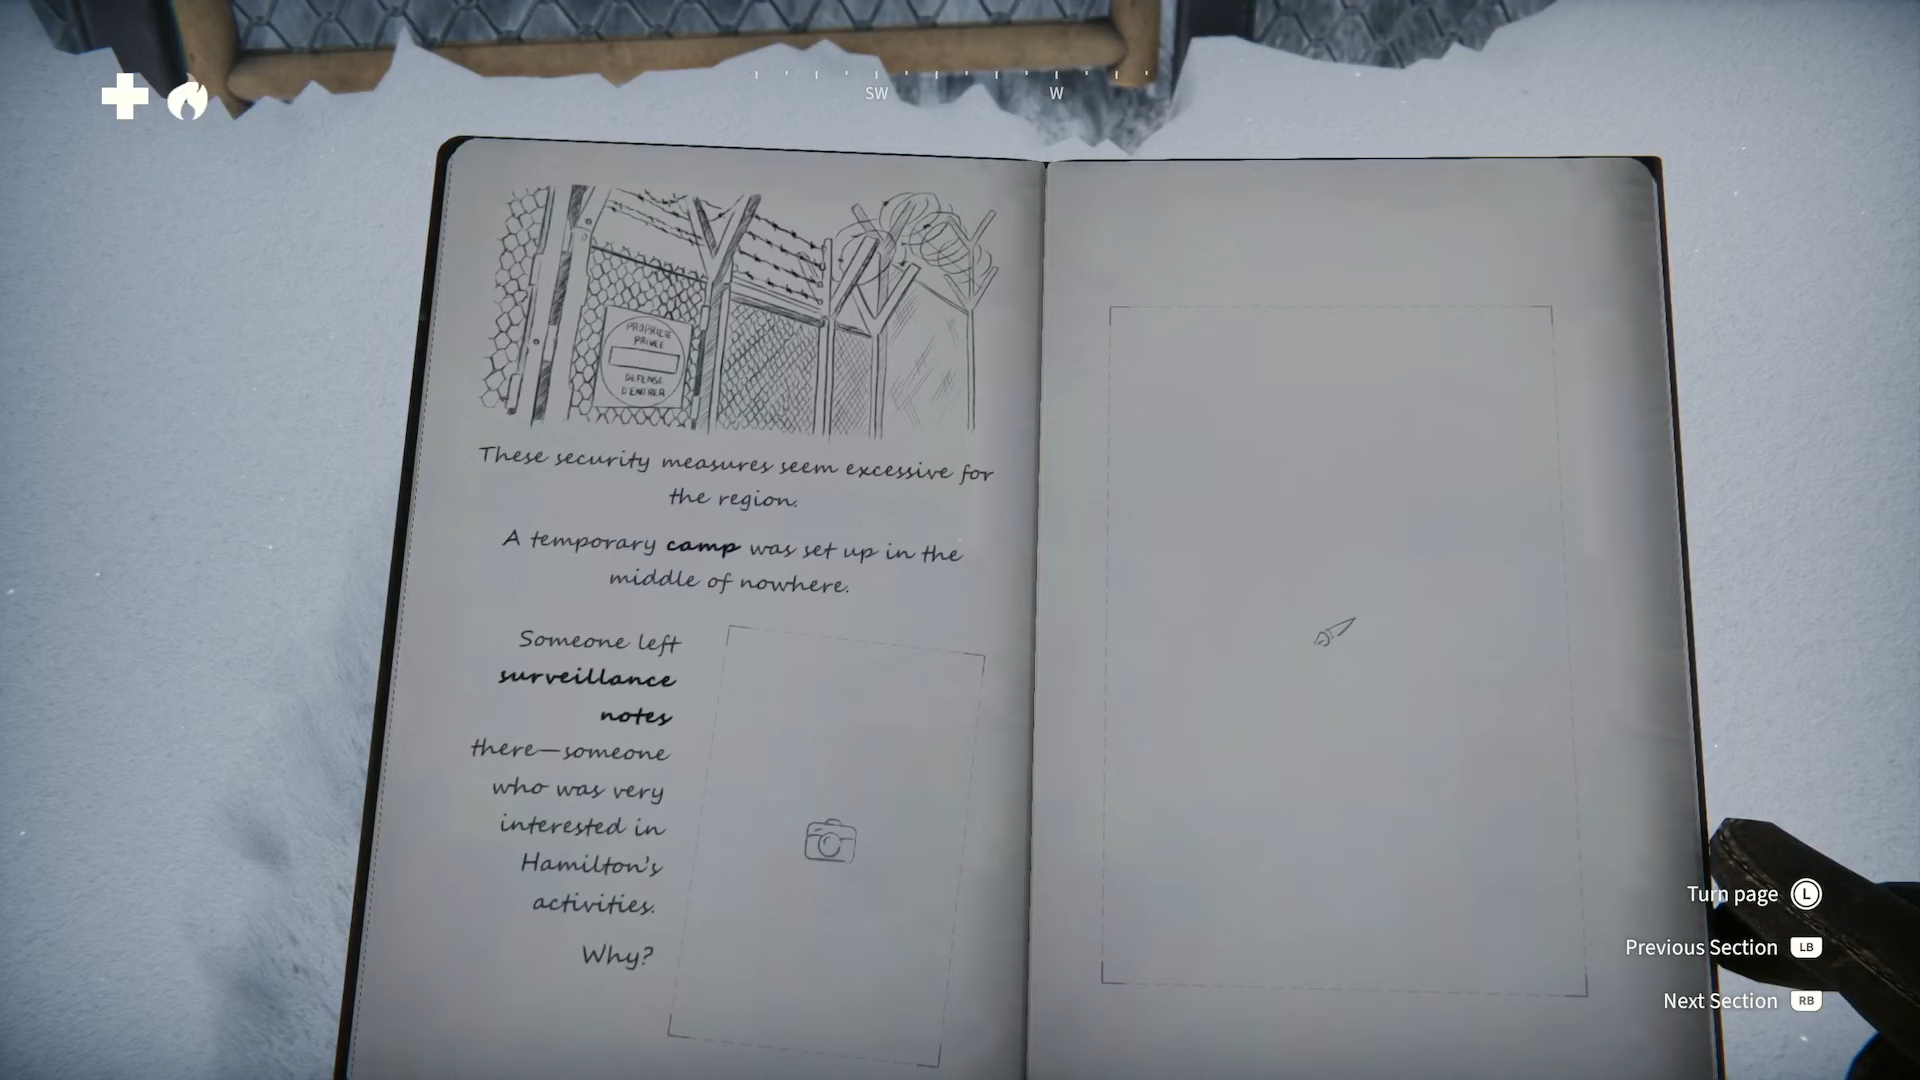 SW
W
PROPRIÉTÉ
PRIVÉE
DÉFENSE
D'ENTRER
These security measures seem excessive for
the region.
A temporary camp was set up in the
middle of nowhere.
Someone left
surveillance
notes
there—someone
who was very
interested in
Hamilton's
activities.
Why?
Turn page L
Previous Section LB
Next Section RB